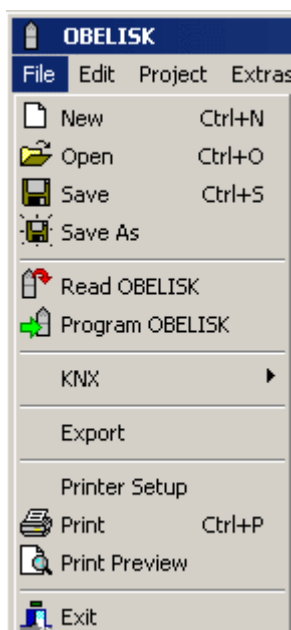 OBELISK
File Edit Project Extras
New Ctrl+N
Open Ctrl+O
Save Ctrl+S
Save As
Read OBELISK
Program OBELISK
KNX
Export
Printer Setup
Print Ctrl+P
Print Preview
Exit